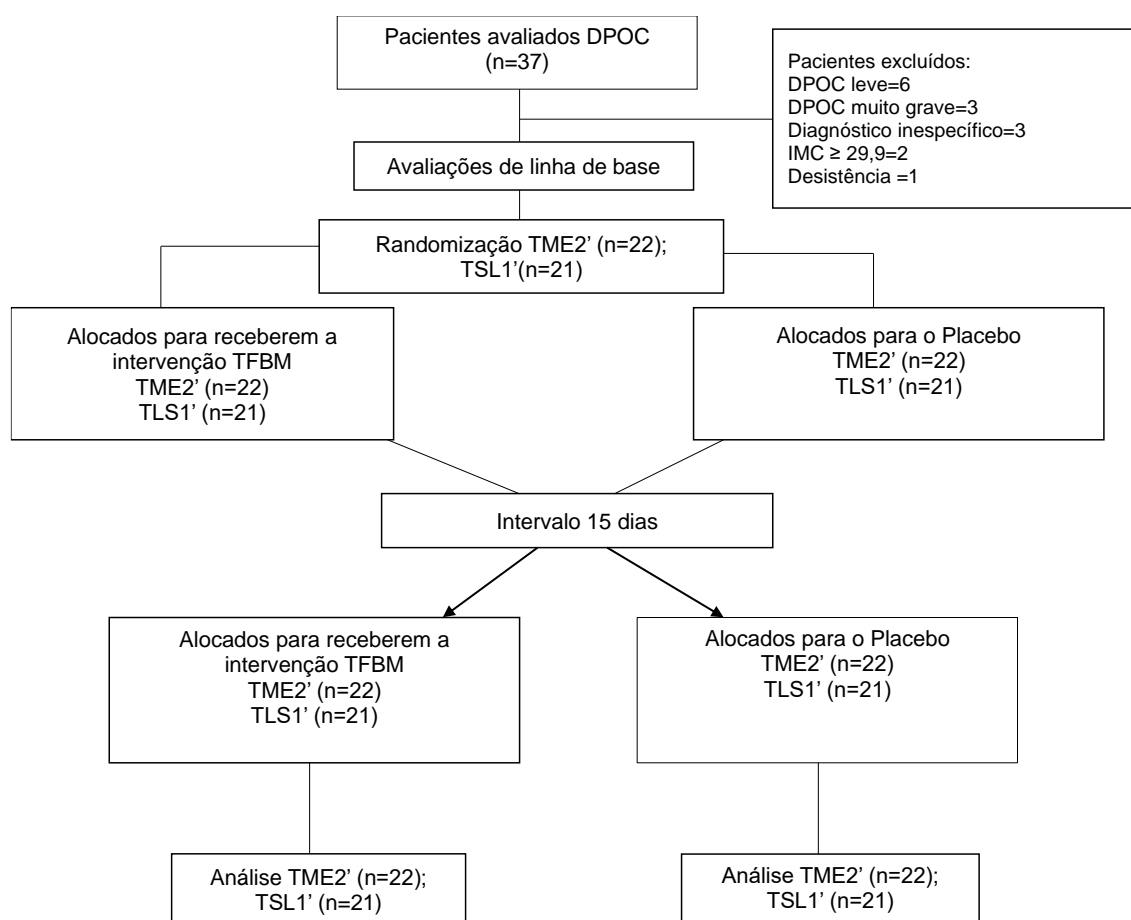 Pacientes avaliados DPOC
(n=37)
Pacientes excluídos:
DPOC leve=6
DPOC muito grave=3
Diagnóstico inespecífico=3
IMC ≥ 29,9=2
Desistência =1
Avaliações de linha de base
Randomização TME2’ (n=22);
TSL1’(n=21)
Alocados para receberem a
intervenção TFBM
TME2’ (n=22)
TLS1’ (n=21)
Alocados para o Placebo
TME2’ (n=22)
TLS1’ (n=21)
Intervalo 15 dias
Alocados para receberem a
intervenção TFBM
TME2’ (n=22)
TLS1’ (n=21)
Alocados para o Placebo
TME2’ (n=22)
TLS1’ (n=21)
Análise TME2’ (n=22);
TSL1’ (n=21)
Análise TME2’ (n=22);
TSL1’ (n=21)